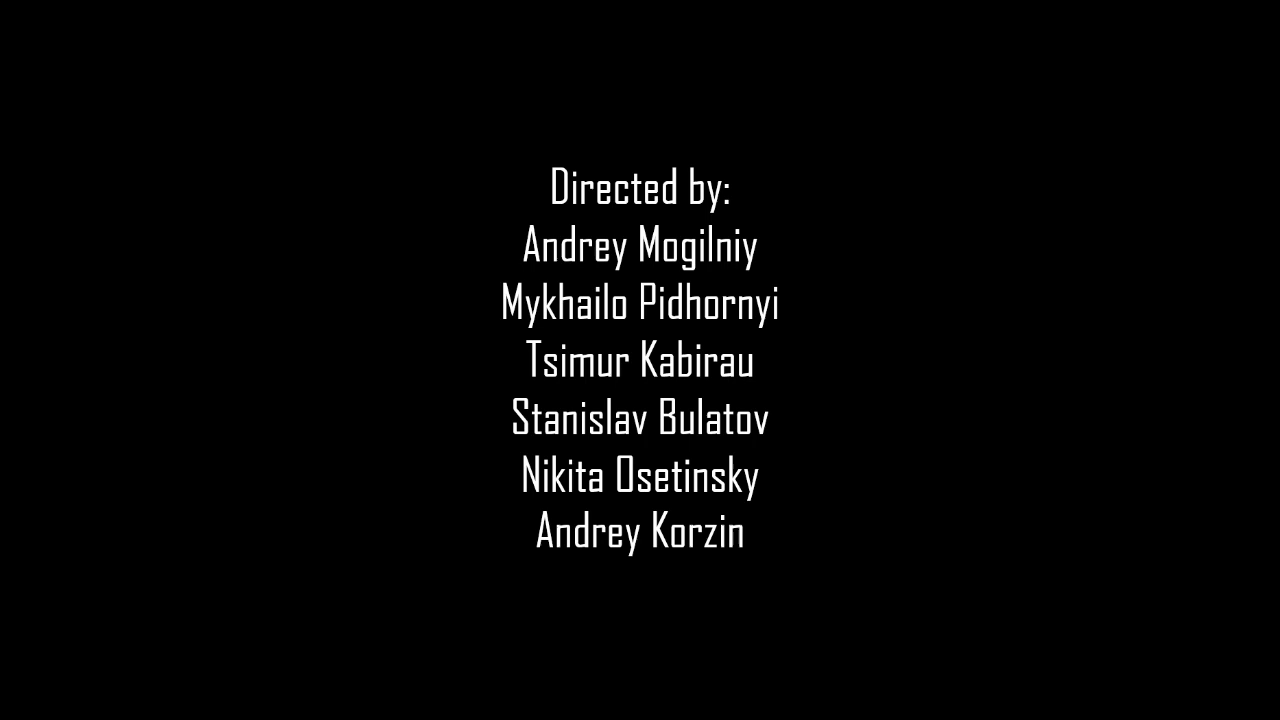 Directed by:
Andrey Mogilniy
Mykhailo Pidhornyi
Tsimur Kabirau
Stanislav Bulatov
Nikita Osetinsky
Andrey Korzin